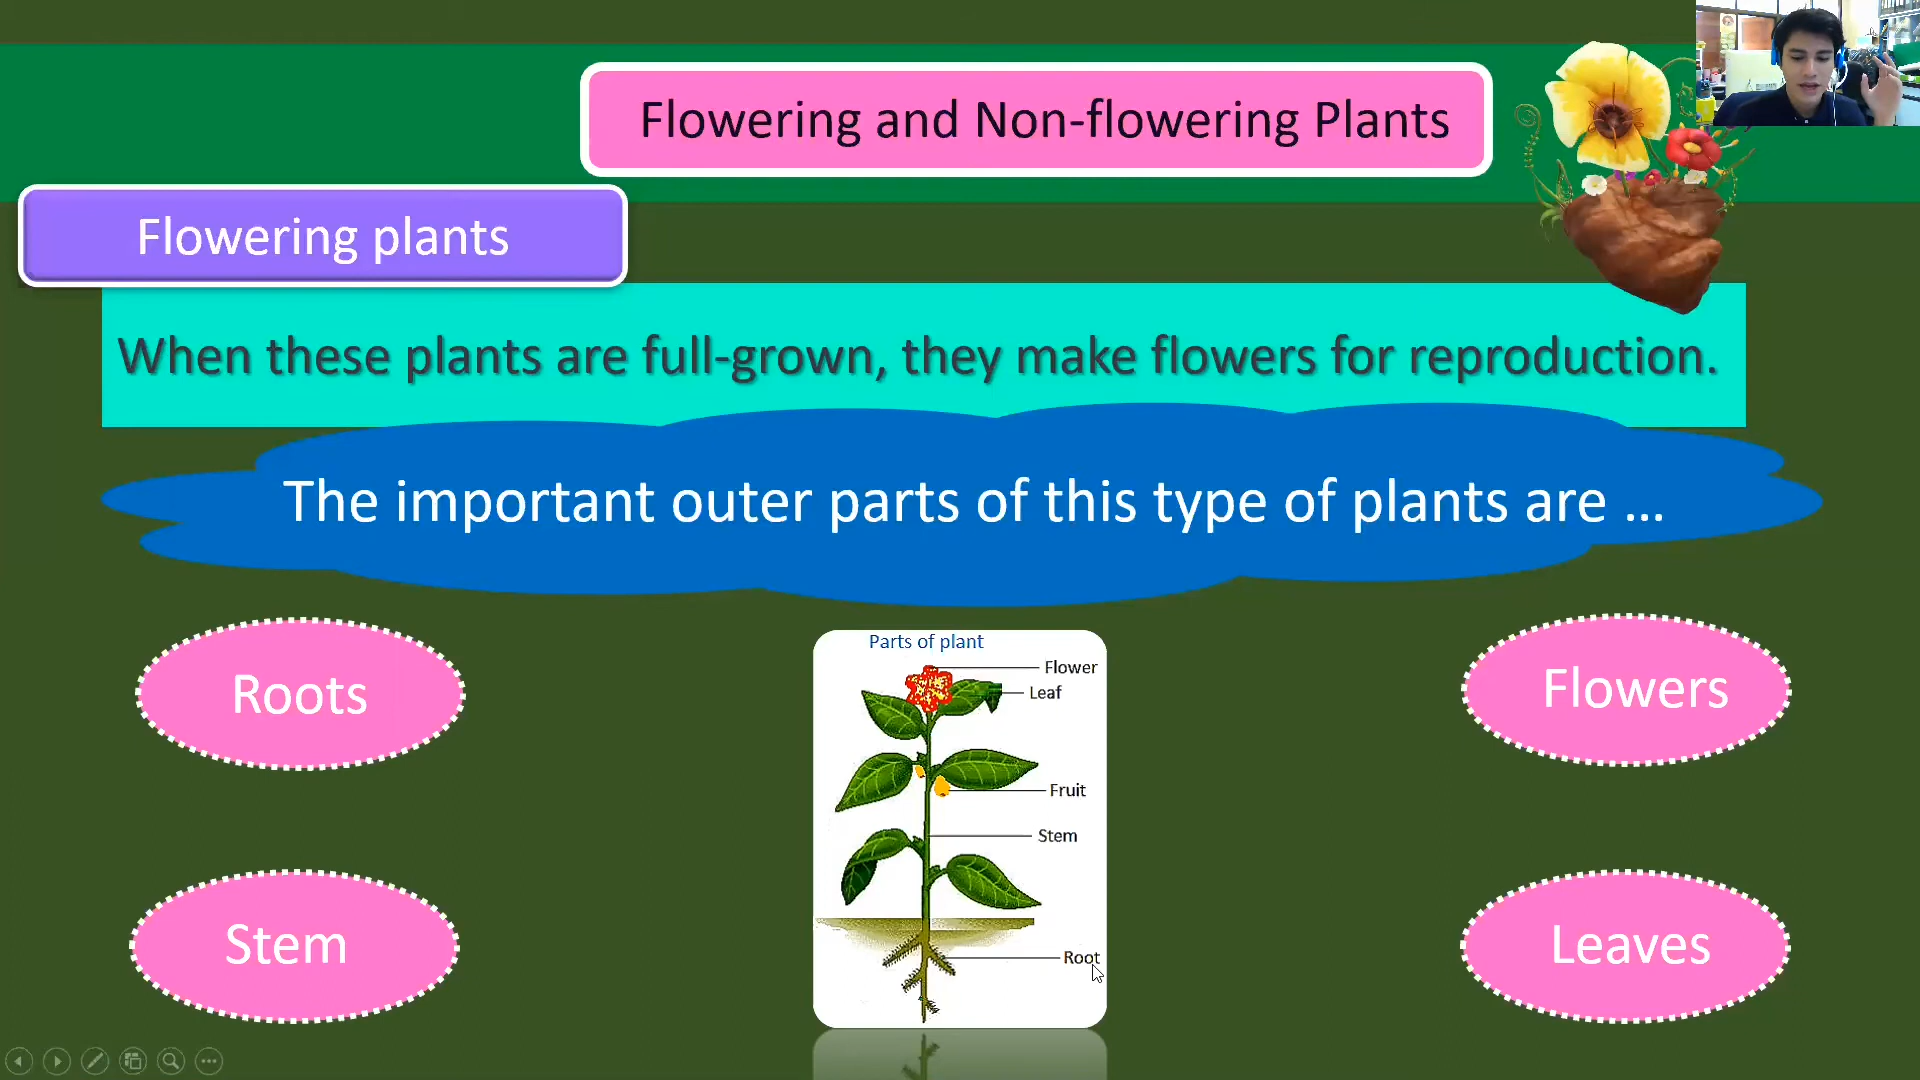 Flowering and Non-flowering Plants
Flowering plants
When these plants are full-grown, they make flowers for reproduction.
The important outer parts of this type of plants are ...
Roots
Flowers
Stem
Leaves
Parts of plant
Flower
Leaf
Fruit
Stem
Root